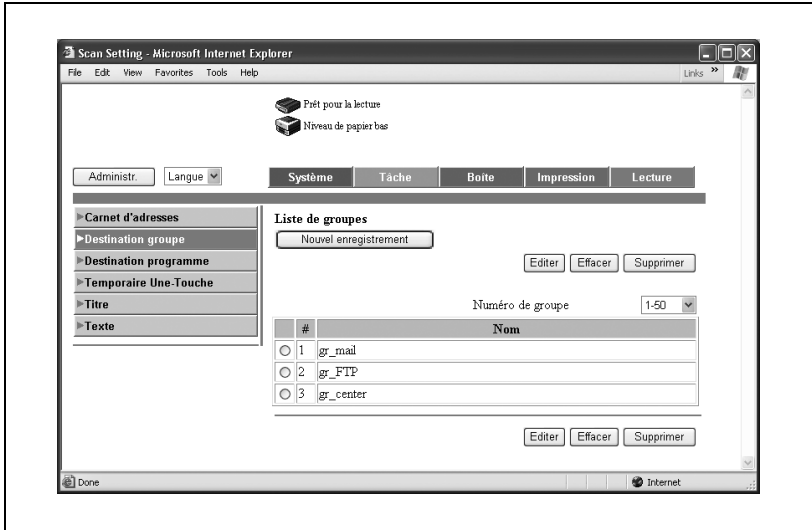 Scan Setting - Microsoft Internet Explorer
File Edit View Favorites Tools Help Links »
Prêt pour la lecture
Niveau de papier bas
Administr. Langue Système Tâche Boîte Impression Lecture
Carnet d'adresses
Destination groupe
Destination programme
Temporaire Une-Touche
Titre
Texte
Liste de groupes
Nouvel enregistrement
Editer Effacer Supprimer
Numéro de groupe 1-50
# Nom
1 gr_mail
2 gr_FTP
3 gr_center
Editer Effacer Supprimer
Done Internet